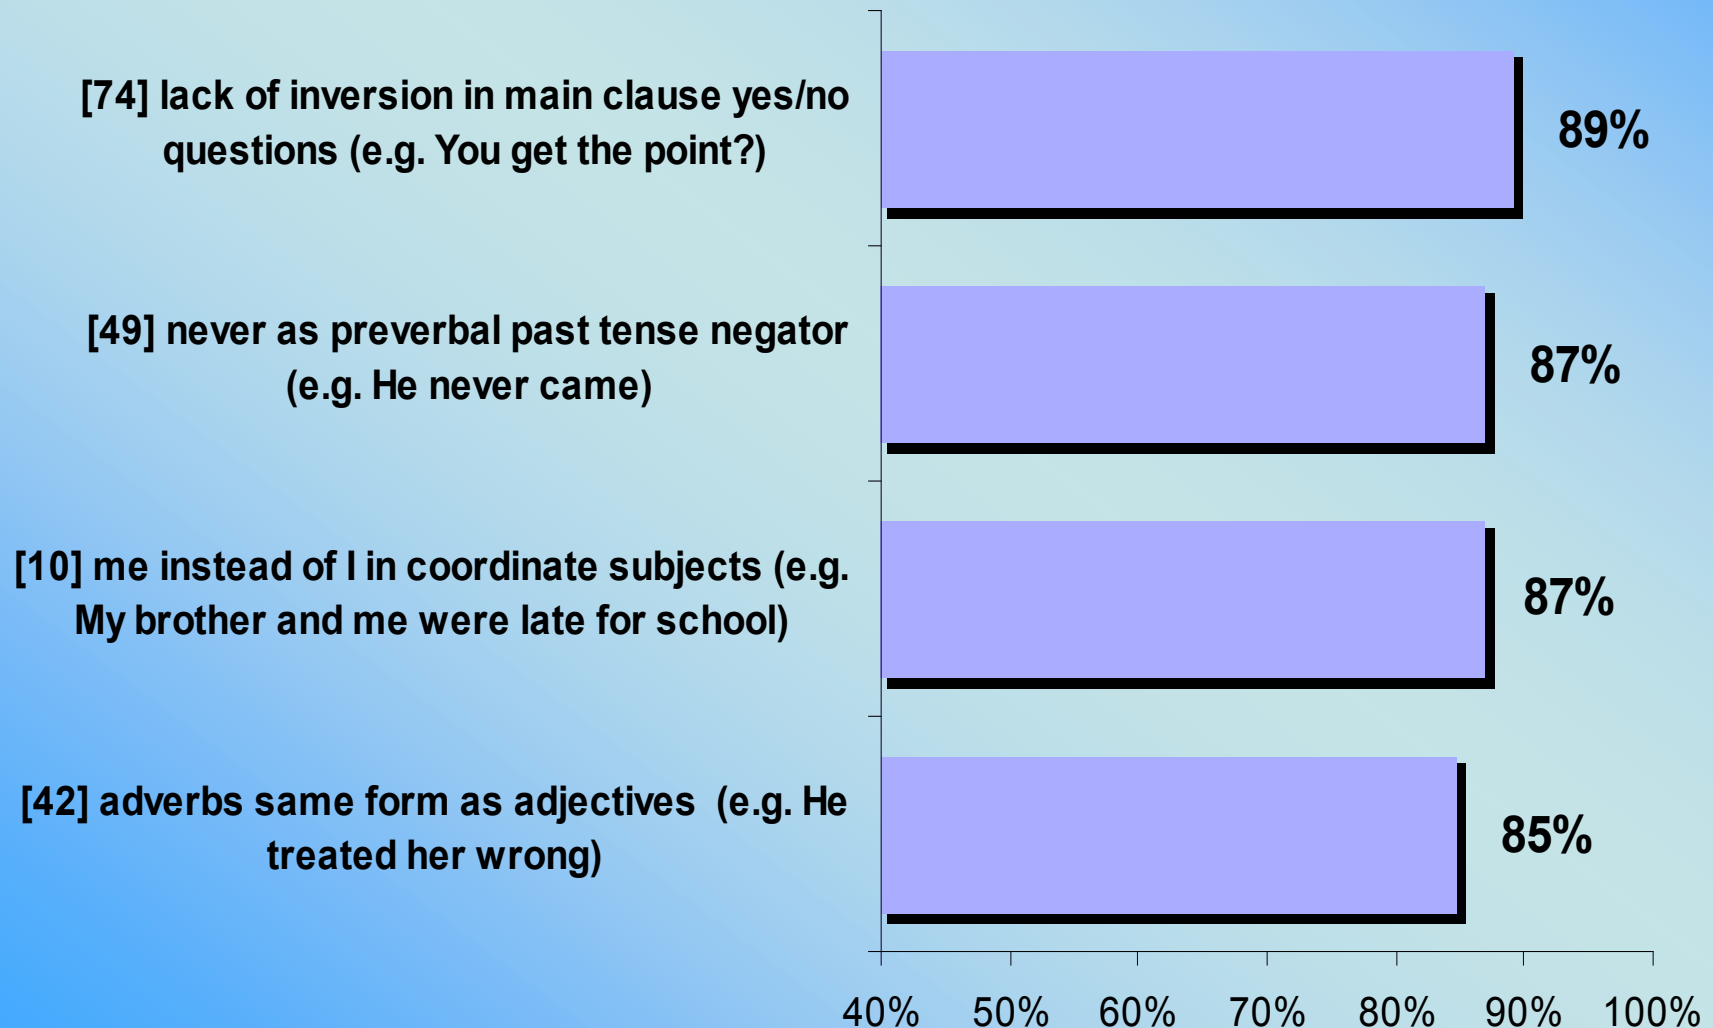 [74] lack of inversion in main clause yes/no
questions (e.g. You get the point?)
89%
[49] never as preverbal past tense negator
(e.g. He never came)
87%
[10] me instead of I in coordinate subjects (e.g.
My brother and me were late for school)
87%
[42] adverbs same form as adjectives (e.g. He
treated her wrong)
85%
40% 50% 60% 70% 80% 90% 100%